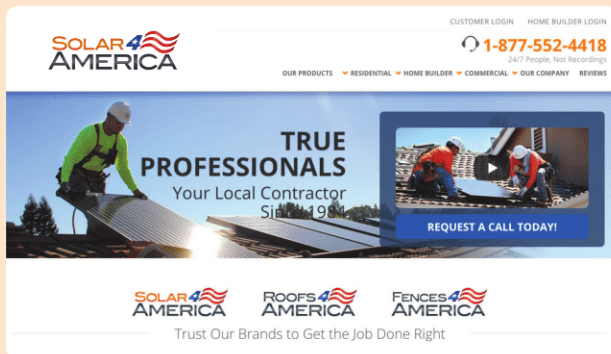 CUSTOMER LOGIN HOME BUILDER LOGIN
SOLAR4
AMERICA
1-877-552-4418
24/7 People, Not Recordings
OUR PRODUCTS RESIDENTIAL HOME BUILDER COMMERCIAL OUR COMPANY REVIEWS
TRUE
PROFESSIONALS
Your Local Contractor
Since 1984
REQUEST A CALL TODAY!
SOLAR4 ROOFS4 FENCES4
AMERICA AMERICA AMERICA
Trust Our Brands to Get the Job Done Right